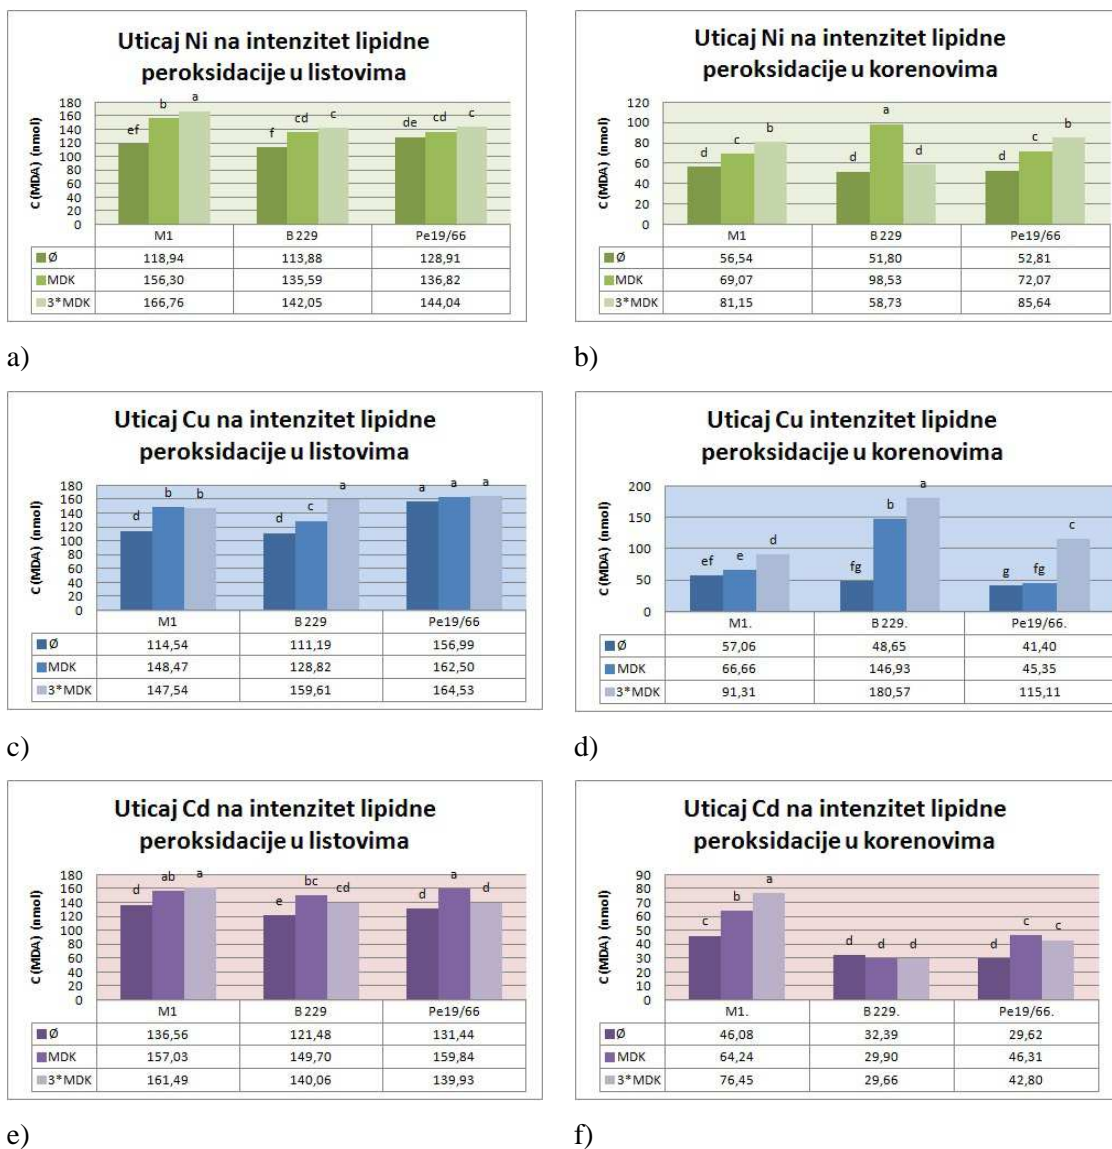 Uticaj Ni na intenzitet lipidne
peroksidacije u listovima
C (MDA) (nmol)
180
160
140
120
100
80
60
40
20
0
ef b a f cd c de cd c
M1 B 229 Pe19/66
Ø 118,94 113,88 128,91
MDK 156,30 135,59 136,82
3*MDK 166,76 142,05 144,04
a)
Uticaj Ni na intenzitet lipidne
peroksidacije u korenovima
C (MDA) (nmol)
120
100
80
60
40
20
0
d c b d a d d c b
M1 B 229 Pe19/66
Ø 56,54 51,80 52,81
MDK 69,07 98,53 72,07
3*MDK 81,15 58,73 85,64
b)
Uticaj Cu na intenzitet lipidne
peroksidacije u listovima
C (MDA) (nmol)
180
160
140
120
100
80
60
40
20
0
d b b d c a a a a
M1 B 229 Pe19/66
Ø 114,54 111,19 156,99
MDK 148,47 128,82 162,50
3*MDK 147,54 159,61 164,53
c)
Uticaj Cu intenzitet lipidne
peroksidacije u korenovima
C (MDA) (nmol)
200
150
100
50
0
ef e d fg b a g fg c
M1. B 229. Pe19/66.
Ø 57,06 48,65 41,40
MDK 66,66 146,93 45,35
3*MDK 91,31 180,57 115,11
d)
Uticaj Cd na intenzitet lipidne
peroksidacije u listovima
C (MDA) (nmol)
180
160
140
120
100
80
60
40
20
0
d ab a e bc cd d a d
M1 B 229 Pe19/66
Ø 136,56 121,48 131,44
MDK 157,03 149,70 159,84
3*MDK 161,49 140,06 139,93
e)
Uticaj Cd na intenzitet lipidne
peroksidacije u korenovima
C (MDA) (nmol)
90
80
70
60
50
40
30
20
10
0
c b a d d d d c c
M1. B 229. Pe19/66.
Ø 46,08 32,39 29,62
MDK 64,24 29,90 46,31
3*MDK 76,45 29,66 42,80
f)